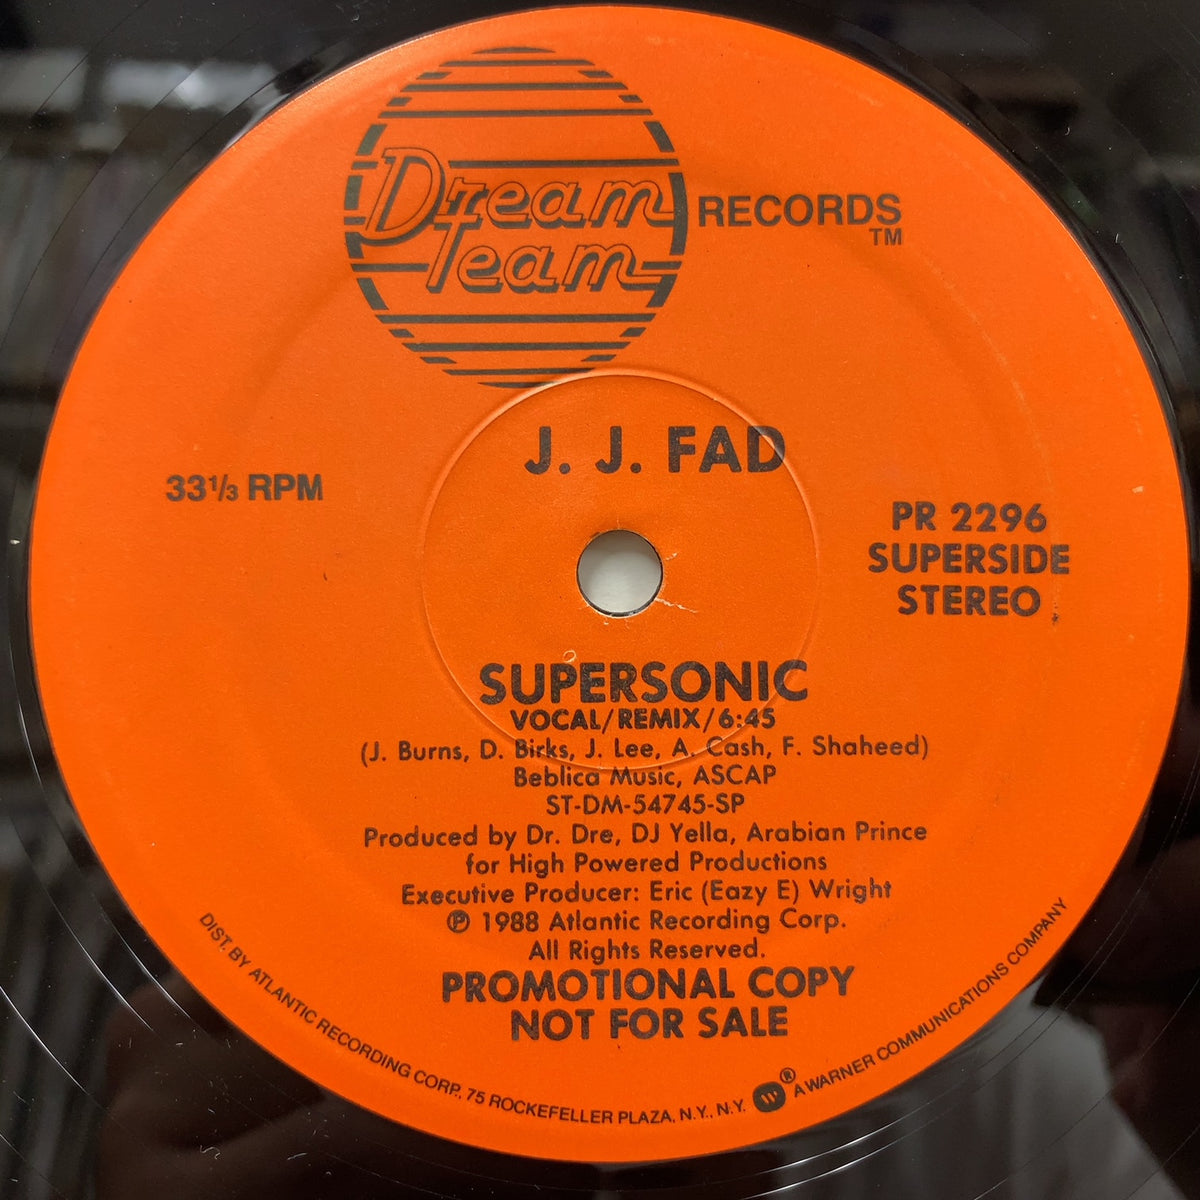 Dream
Team
RECORDS
TM
J. J. FAD
33⅓ RPM
PR 2296
SUPERSIDE
STEREO
SUPERSONIC
VOCAL/REMIX/6:45
(J. Burns, D. Birks, J. Lee, A. Cash, F. Shaheed)
Beblica Music, ASCAP
ST-DM-54745-SP
Produced by Dr. Dre, DJ Yella, Arabian Prince
for High Powered Productions
Executive Producer: Eric (Eazy E) Wright
℗ 1988 Atlantic Recording Corp.
All Rights Reserved.
PROMOTIONAL COPY
NOT FOR SALE
DIST. BY ATLANTIC RECORDING CORP., 75 ROCKEFELLER PLAZA, N.Y., N.Y. W® A WARNER COMMUNICATIONS COMPANY